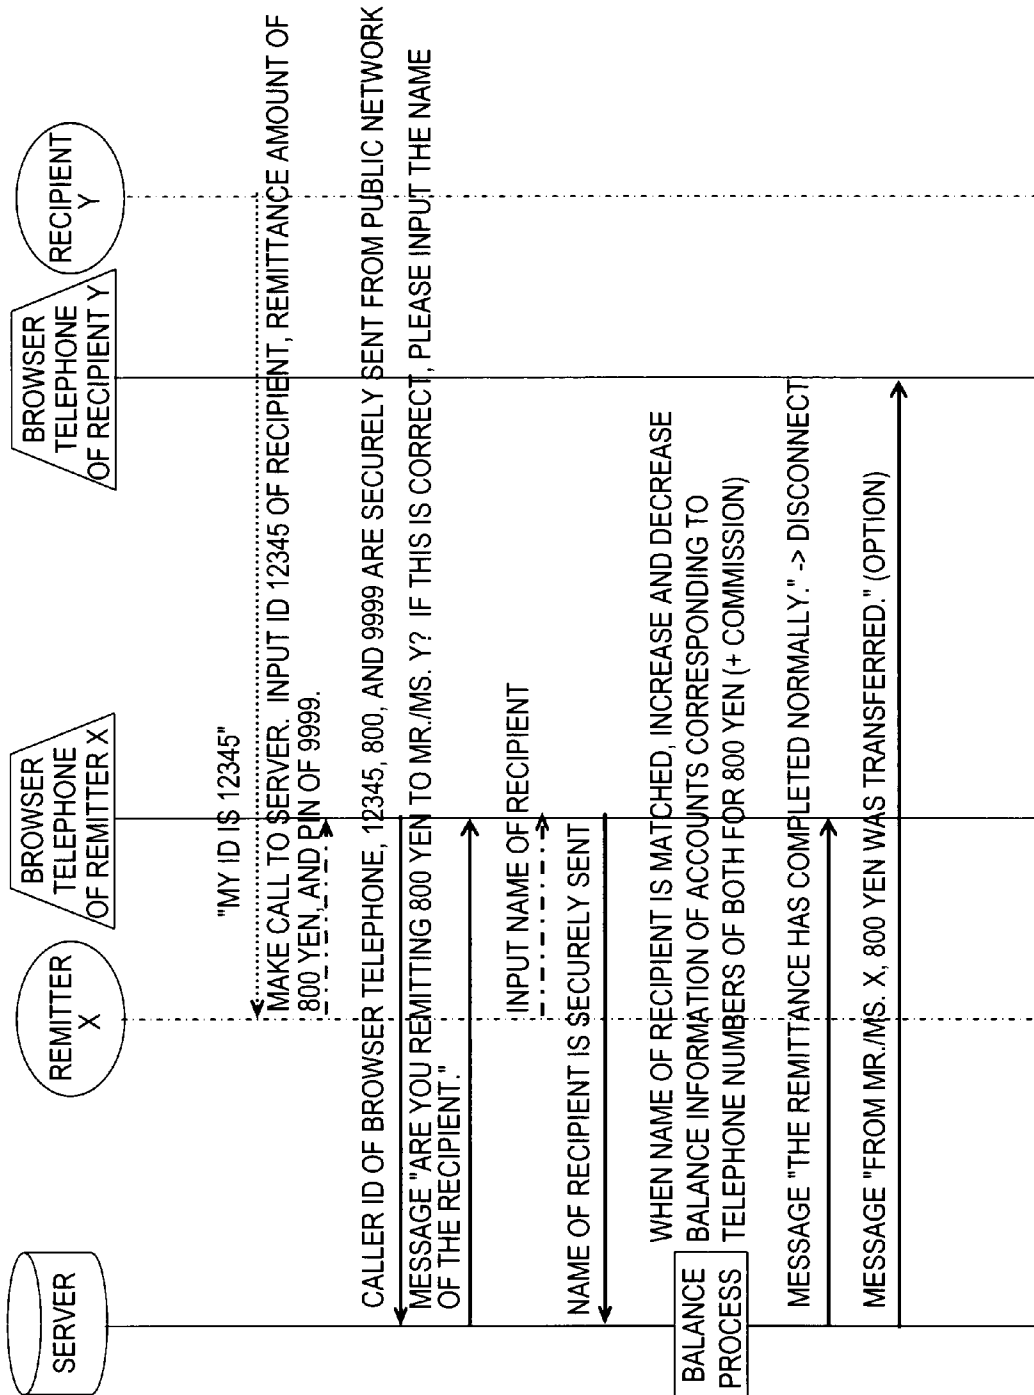 SERVER
REMITTER
X
BROWSER
TELEPHONE
OF REMITTER X
BROWSER
TELEPHONE
OF RECIPIENT Y
RECIPIENT
Y
"MY ID IS 12345"
MAKE CALL TO SERVER. INPUT ID 12345 OF RECIPIENT, REMITTANCE AMOUNT OF
800 YEN, AND PIN OF 9999.
CALLER ID OF BROWSER TELEPHONE, 12345, 800, AND 9999 ARE SECURELY SENT FROM PUBLIC NETWORK
MESSAGE "ARE YOU REMITTING 800 YEN TO MR./MS. Y? IF THIS IS CORRECT, PLEASE INPUT THE NAME
OF THE RECIPIENT."
INPUT NAME OF RECIPIENT
NAME OF RECIPIENT IS SECURELY SENT
BALANCE
PROCESS
WHEN NAME OF RECIPIENT IS MATCHED, INCREASE AND DECREASE
BALANCE INFORMATION OF ACCOUNTS CORRESPONDING TO
TELEPHONE NUMBERS OF BOTH FOR 800 YEN (+ COMMISSION)
MESSAGE "THE REMITTANCE HAS COMPLETED NORMALLY." -> DISCONNECT
MESSAGE "FROM MR./MS. X, 800 YEN WAS TRANSFERRED." (OPTION)